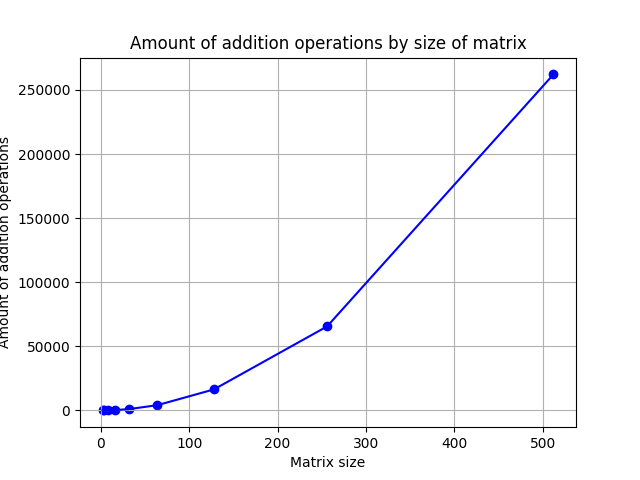 Amount of addition operations by size of matrix
250000
200000
150000
100000
50000
0
Amount of addition operations
0 100 200 300 400 500
Matrix size